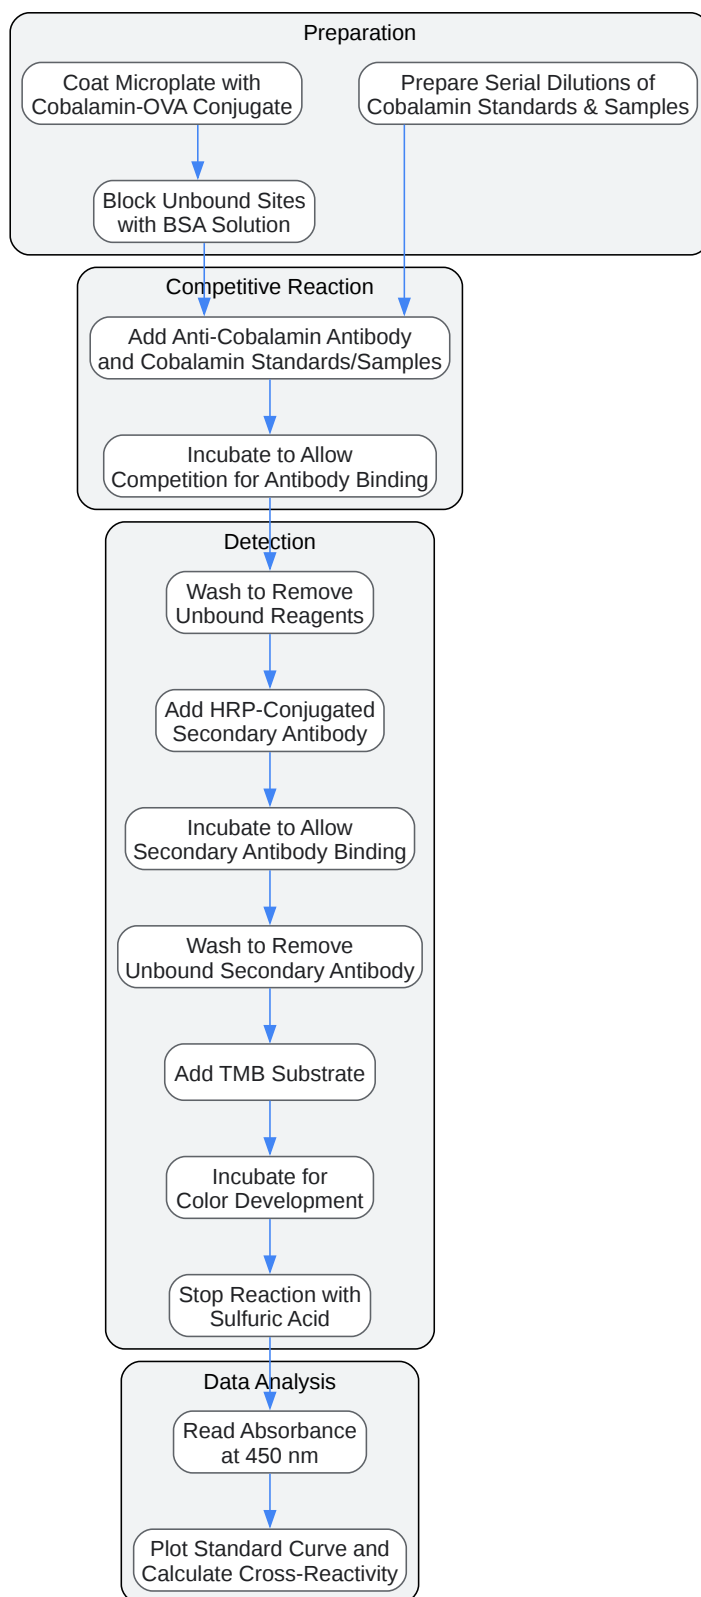 Preparation
Coat Microplate with
Cobalamin-OVA Conjugate
Prepare Serial Dilutions of
Cobalamin Standards & Samples
Block Unbound Sites
with BSA Solution
Competitive Reaction
Add Anti-Cobalamin Antibody
and Cobalamin Standards/Samples
Incubate to Allow
Competition for Antibody Binding
Detection
Wash to Remove
Unbound Reagents
Add HRP-Conjugated
Secondary Antibody
Incubate to Allow
Secondary Antibody Binding
Wash to Remove
Unbound Secondary Antibody
Add TMB Substrate
Incubate for
Color Development
Stop Reaction with
Sulfuric Acid
Data Analysis
Read Absorbance
at 450 nm
Plot Standard Curve and
Calculate Cross-Reactivity